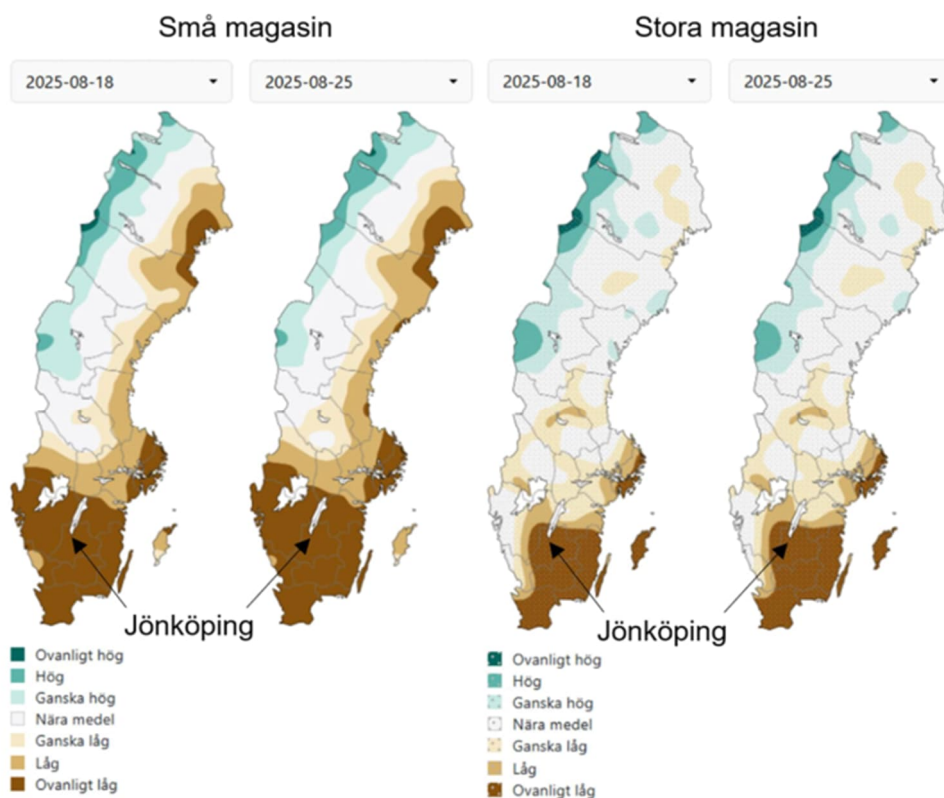 Små magasin
Stora magasin
2025-08-18
2025-08-25
2025-08-18
2025-08-25
Jönköping
Jönköping
Ovanligt hög
Hög
Ganska hög
Nära medel
Ganska låg
Låg
Ovanligt låg
Ovanligt hög
Hög
Ganska hög
Nära medel
Ganska låg
Låg
Ovanligt låg